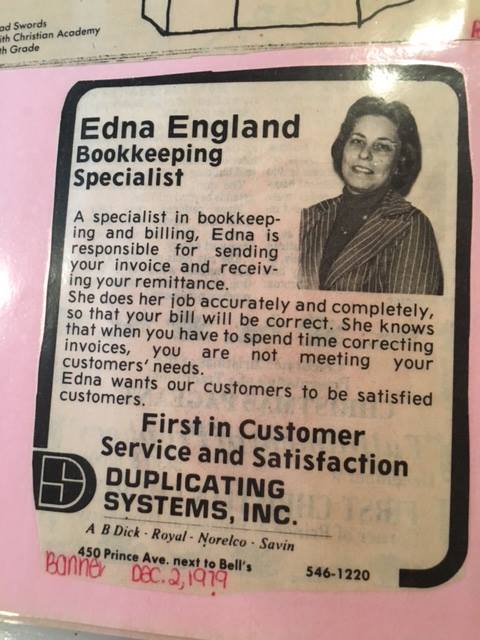 ad Swords
ith Christian Academy
th Grade
Edna England
Bookkeeping
Specialist
A specialist in bookkeep-
ing and billing, Edna is
responsible for sending
your invoice and receiv-
ing your remittance.
She does her job accurately and completely,
so that your bill will be correct. She knows
that when you have to spend time correcting
invoices, you are not meeting your
customers' needs.
Edna wants our customers to be satisfied
customers.
First in Customer
Service and Satisfaction
DS DUPLICATING
SYSTEMS, INC.
A B Dick - Royal - Norelco - Savin
450 Prince Ave. next to Bell's
546-1220
Banner Dec. 2, 1979